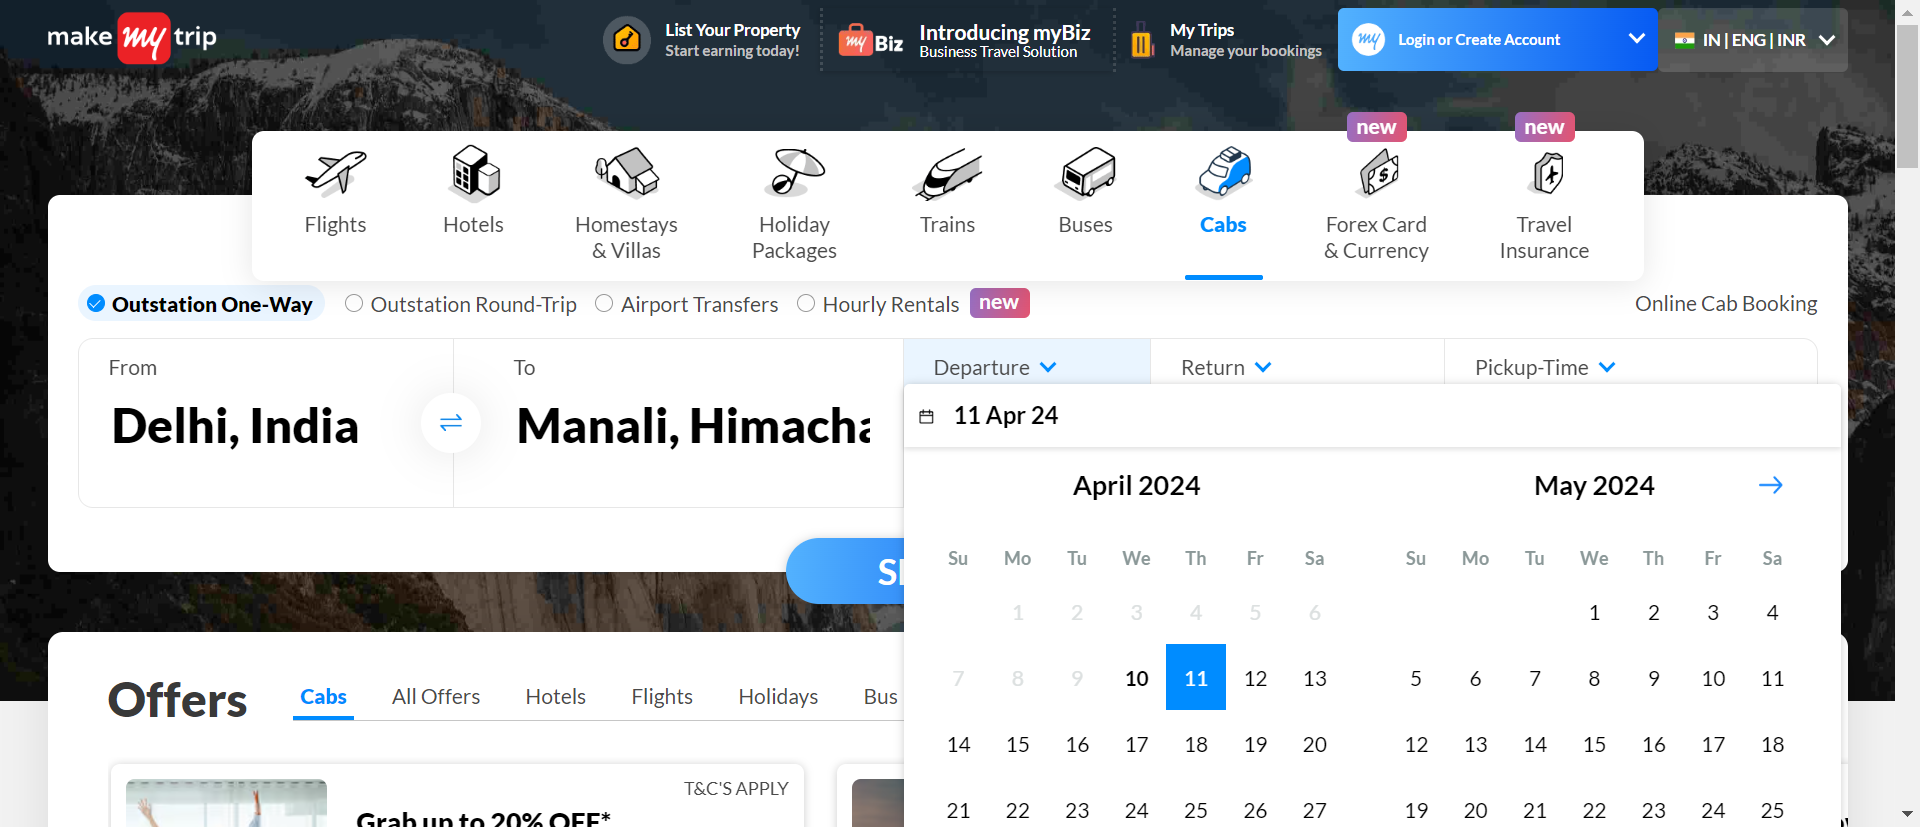 make my trip
List Your Property
Start earning today!
my Biz
Introducing myBiz
Business Travel Solution
My Trips
Manage your bookings
my
Login or Create Account
IN | ENG | INR
new
new
Flights
Hotels
Homestays
& Villas
Holiday
Packages
Trains
Buses
Cabs
Forex Card
& Currency
Travel
Insurance
Outstation One-Way
Outstation Round-Trip
Airport Transfers
Hourly Rentals
new
Online Cab Booking
From
To
Departure
Return
Pickup-Time
Delhi, India
Manali, Himacha
11 Apr 24
April 2024
May 2024
Su Mo Tu We Th Fr Sa
1 2 3 4 5 6
7 8 9 10 11 12 13
14 15 16 17 18 19 20
21 22 23 24 25 26 27
Su Mo Tu We Th Fr Sa
1 2 3 4
5 6 7 8 9 10 11
12 13 14 15 16 17 18
19 20 21 22 23 24 25
Offers
Cabs
All Offers
Hotels
Flights
Holidays
Bus
T&C'S APPLY
Grab up to 20% OFF*